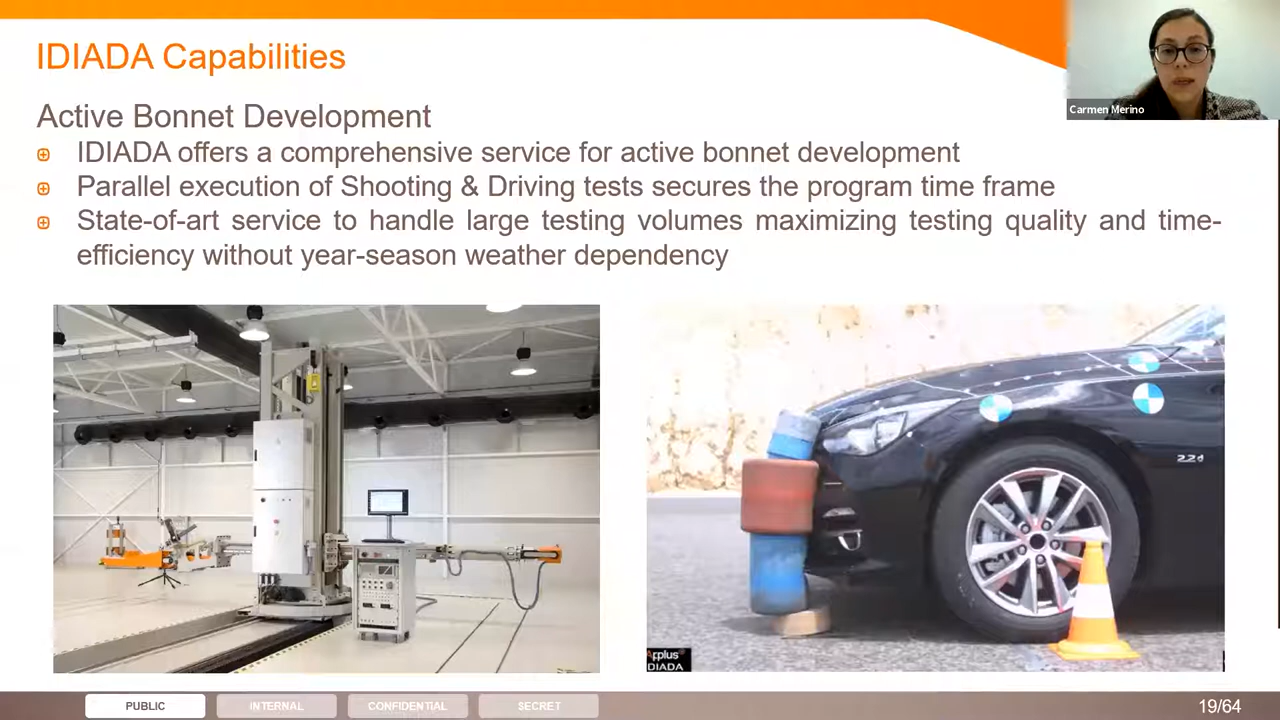 IDIADA Capabilities
Carmen Merino
Active Bonnet Development
IDIADA offers a comprehensive service for active bonnet development
Parallel execution of Shooting & Driving tests secures the program time frame
State-of-art service to handle large testing volumes maximizing testing quality and time-
efficiency without year-season weather dependency
2.2d
Applus
IDIADA
PUBLIC
INTERNAL
CONFIDENTIAL
SECRET
19/64